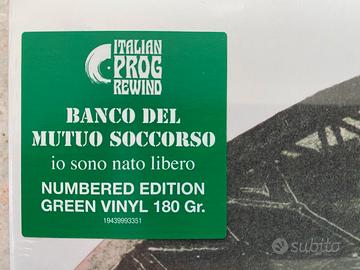 ITALIAN
PROG
REWIND
BANCO DEL
MUTUO SOCCORSO
io sono nato libero
NUMBERED EDITION
GREEN VINYL 180 Gr.
19439993351
subito